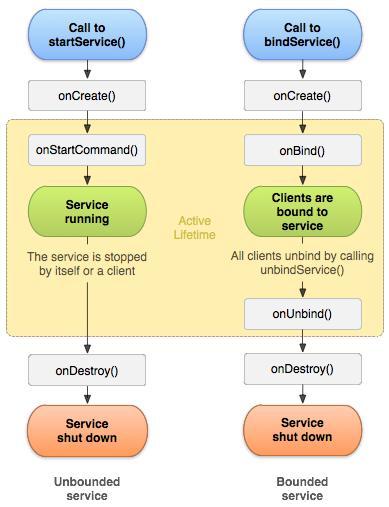 Call to
startService()
onCreate()
onStartCommand()
Service
running
The service is stopped
by itself or a client
onDestroy()
Service
shut down
Unbounded
service
Active
Lifetime
Call to
bindService()
onCreate()
onBind()
Clients are
bound to
service
All clients unbind by calling
unbindService()
onUnbind()
onDestroy()
Service
shut down
Bounded
service